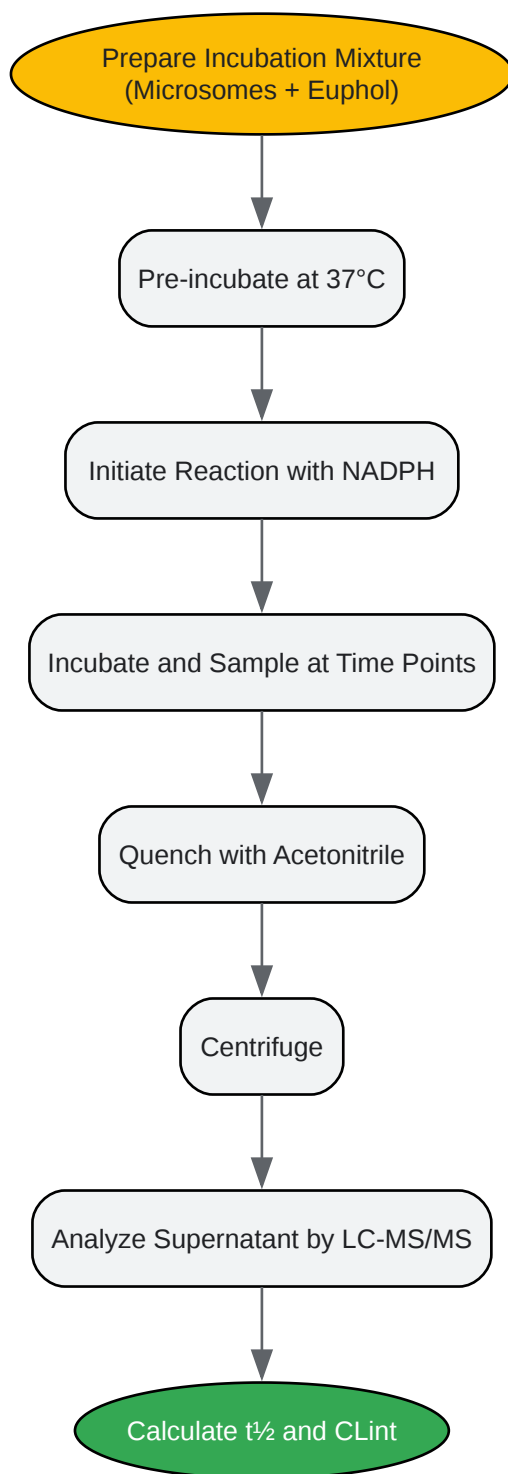 Prepare Incubation Mixture
(Microsomes + Euphol)
Pre-incubate at 37°C
Initiate Reaction with NADPH
Incubate and Sample at Time Points
Quench with Acetonitrile
Centrifuge
Analyze Supernatant by LC-MS/MS
Calculate t½ and CLint